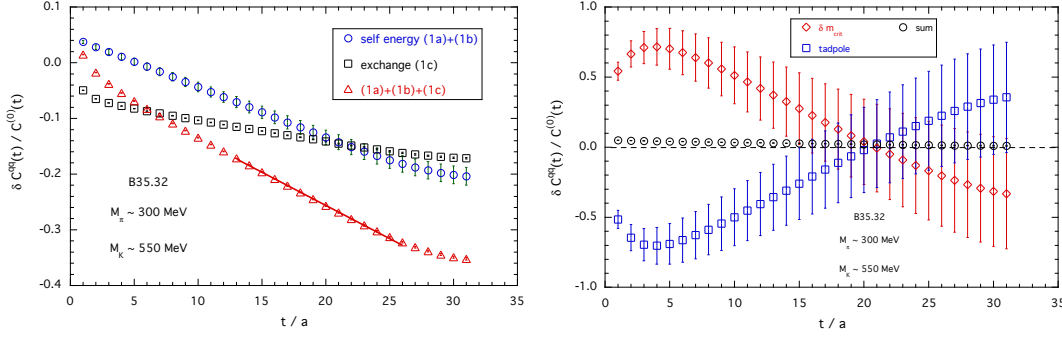 δ C^qq(t) / C^(0)(t)
0.1
0.0
-0.1
-0.2
-0.3
-0.4
self energy (1a)+(1b)
exchange (1c)
(1a)+(1b)+(1c)
B35.32
M_π ~ 300 MeV
M_K ~ 550 MeV
0 5 10 15 20 25 30 35
t / a
δ C^qq(t) / C^(0)(t)
1.0
0.5
0.0
-0.5
-1.0
δ m_crit
sum
tadpole
B35.32
M_π ~ 300 MeV
M_K ~ 550 MeV
0 5 10 15 20 25 30 35
t / a